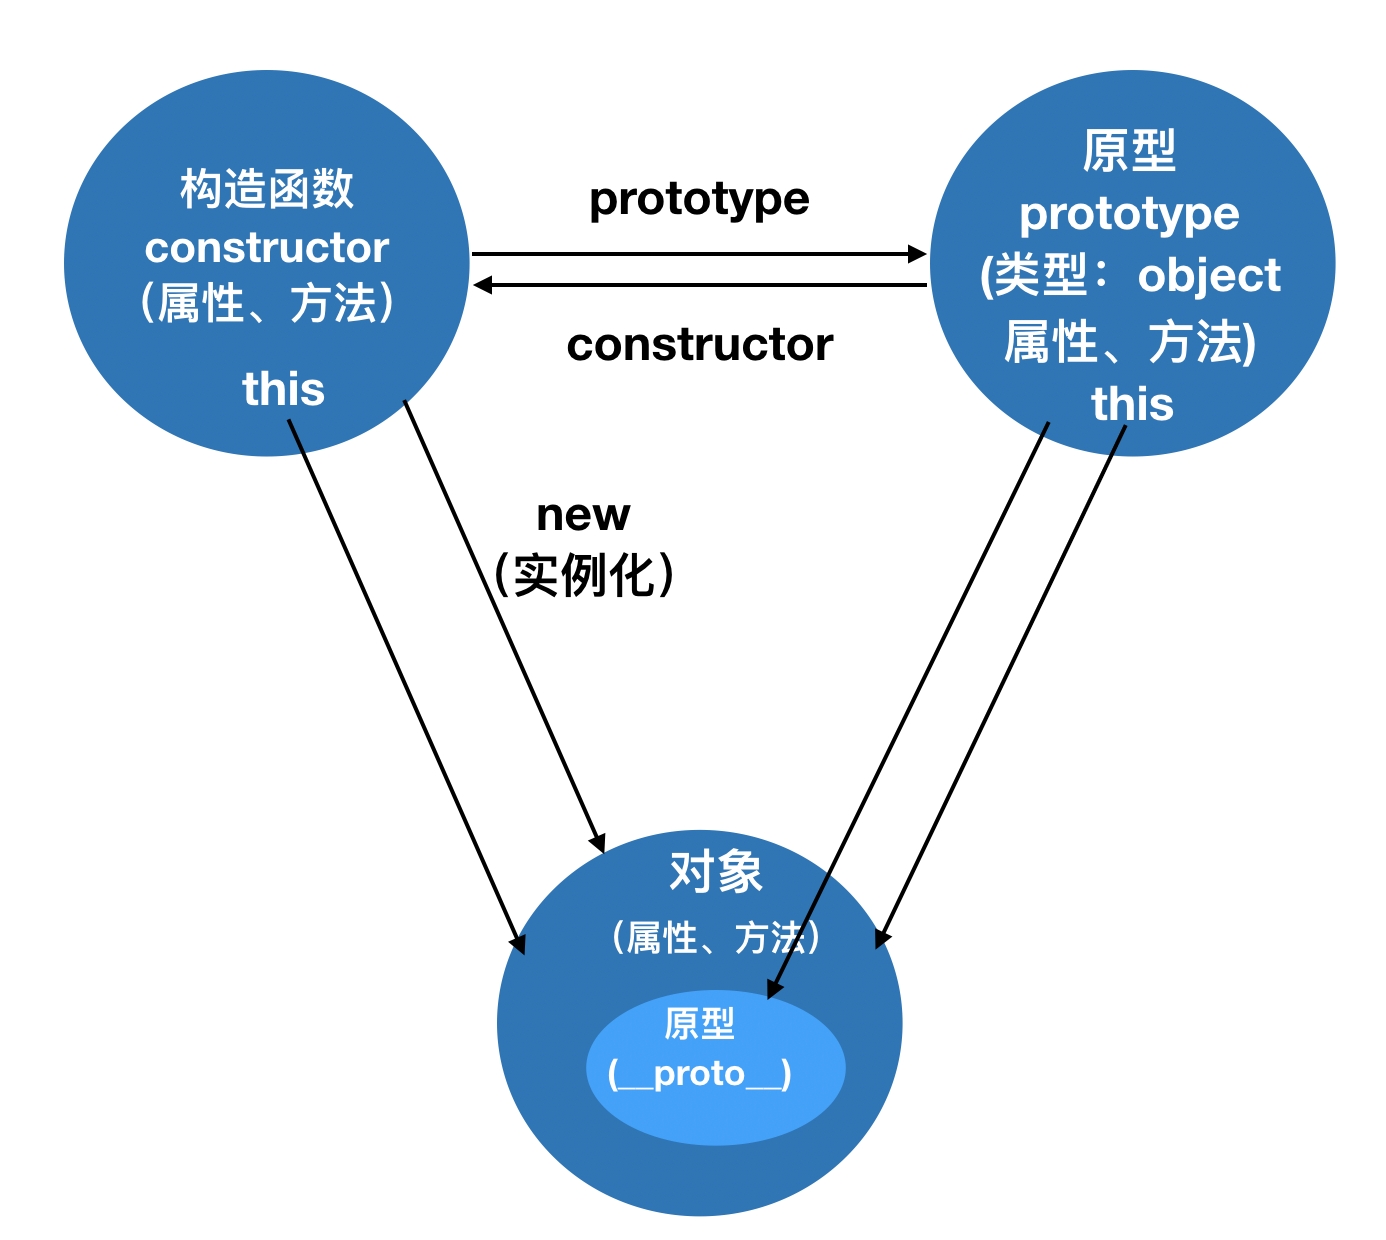 构造函数
constructor
（属性、方法）
this
prototype
constructor
原型
prototype
(类型：object
属性、方法)
this
new
（实例化）
对象
（属性、方法）
原型
(__proto__)